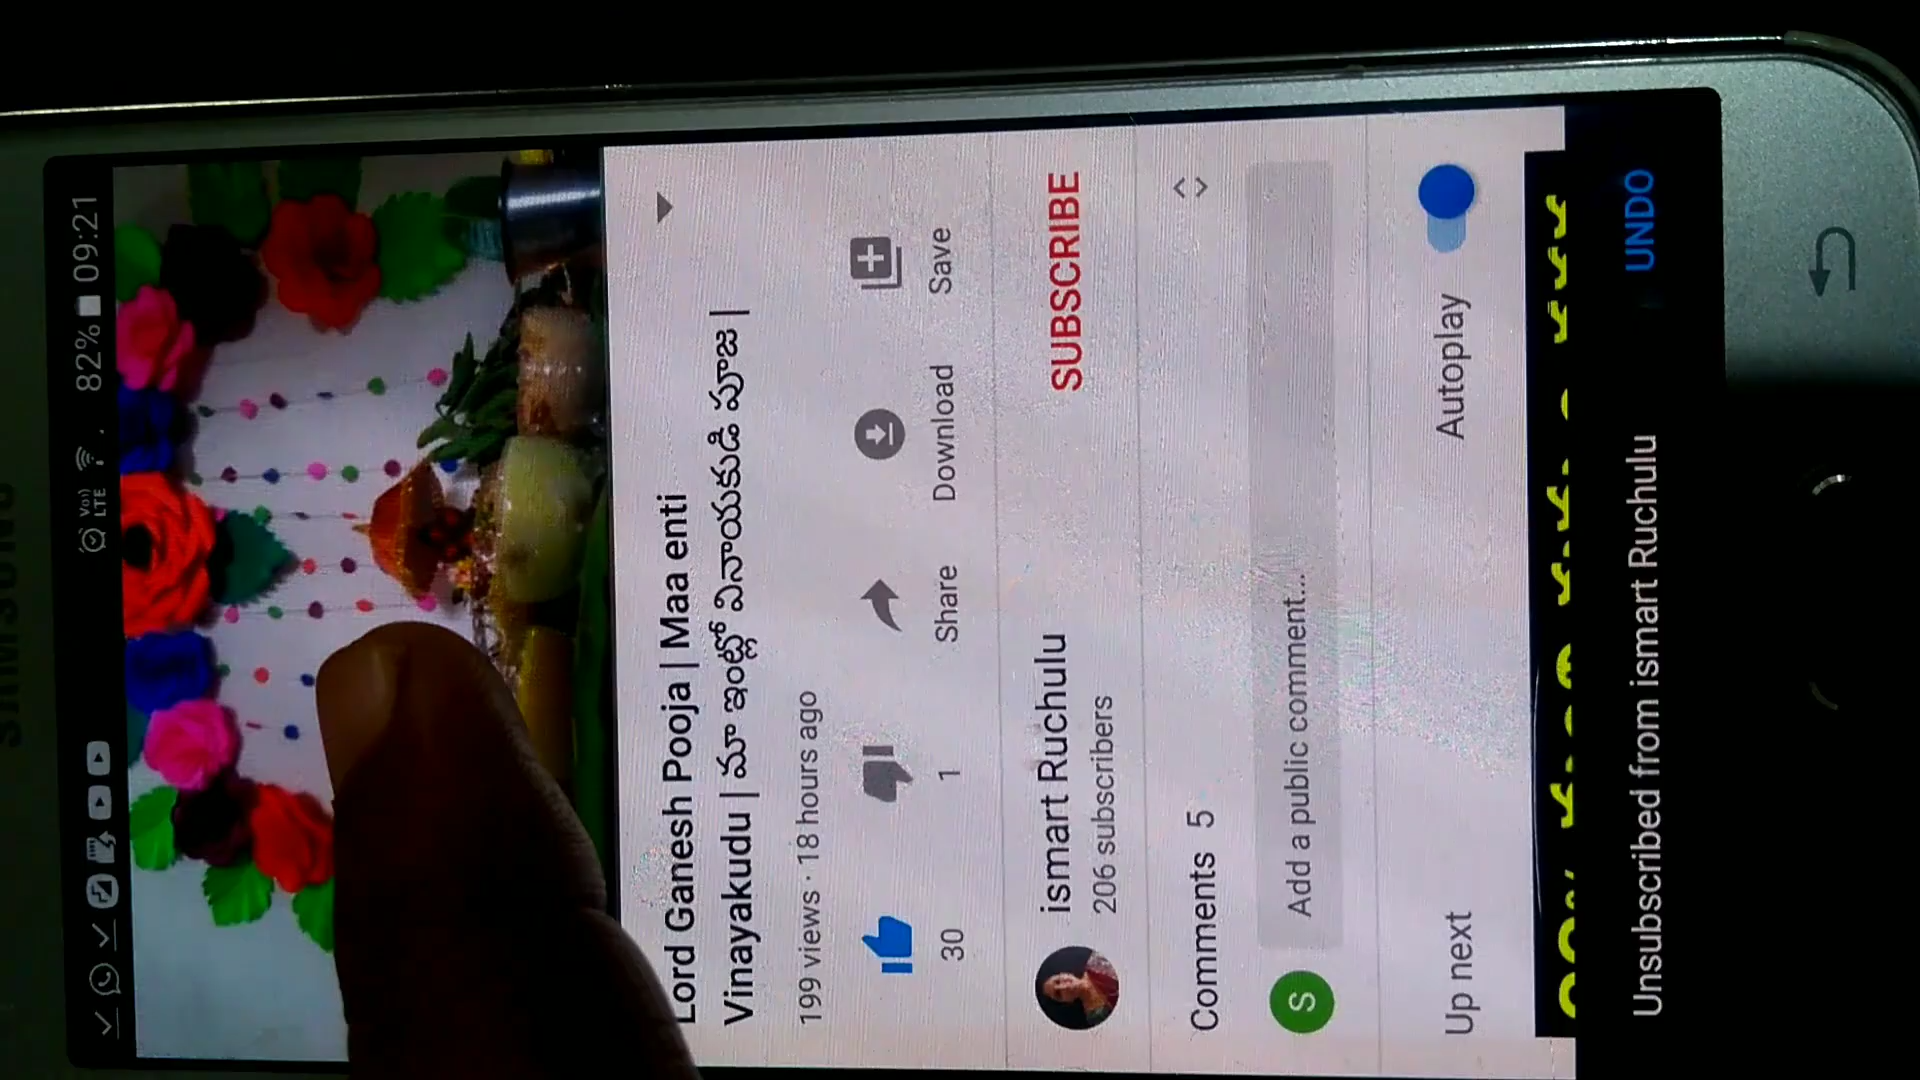 82% 09:21
Lord Ganesh Pooja | Maa enti
Vinayakudu | మా ఇంట్లో వినాయకుడి పూజ |
199 views · 18 hours ago
30 1 Share Download Save
ismart Ruchulu
206 subscribers
SUBSCRIBE
Comments 5
S
Add a public comment...
Up next
Autoplay
Unsubscribed from ismart Ruchulu
UNDO